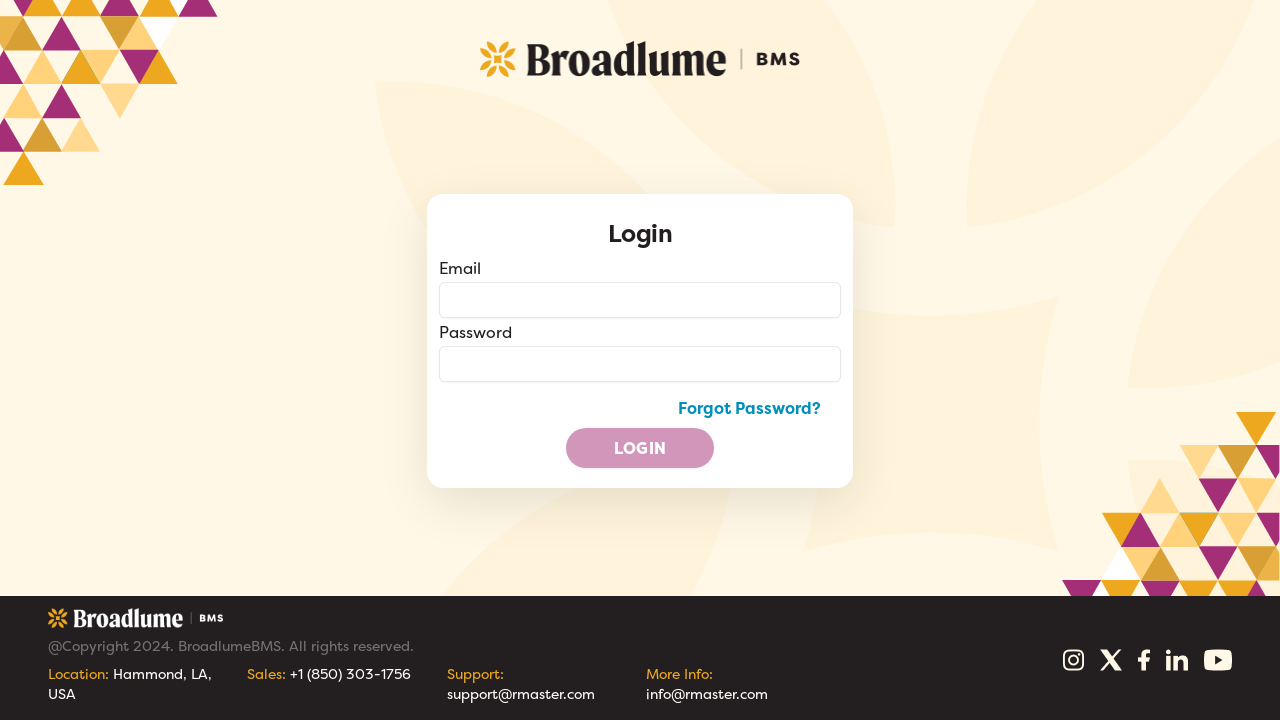 Broadlume | BMS
Login
Email
Password
Forgot Password?
LOGIN
Broadlume | BMS
@Copyright 2024. BroadlumeBMS. All rights reserved.
Location: Hammond, LA,
USA
Sales: +1 (850) 303-1756
Support:
support@rmaster.com
More Info:
info@rmaster.com